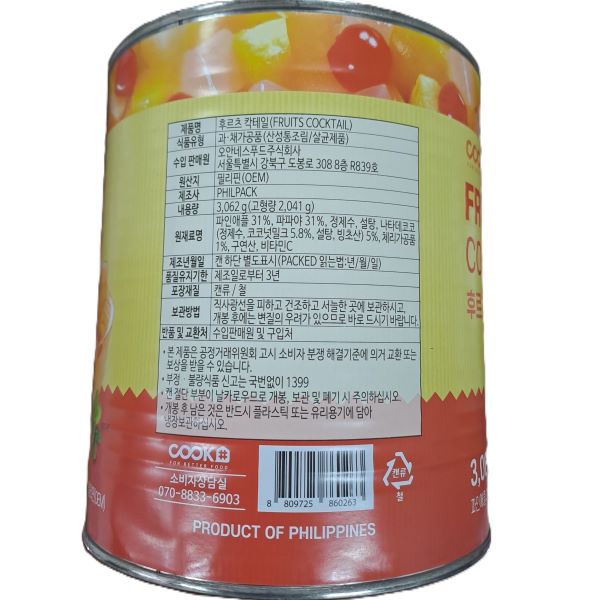 제품명 후르츠 칵테일(FRUITS COCKTAIL)
식품유형 과·채가공품(산성통조림/살균제품)
수입 판매원 오안네스푸드주식회사
서울특별시 강북구 도봉로 308 8층 R839호
원산지 필리핀(OEM)
제조사 PHILPACK
내용량 3,062 g(고형량 2,041 g)
원재료명 파인애플 31%, 파파야 31%, 정제수, 설탕, 나타데코코
(정제수, 코코넛밀크 5.8%, 설탕, 빙초산) 5%, 체리가공품
1%, 구연산, 비타민C
제조년월일 캔 하단 별도표시(PACKED 읽는법:년/월/일)
품질유지기한 제조일로부터 3년
포장재질 캔류 / 철
보관방법 직사광선을 피하고 건조하고 서늘한 곳에 보관하시고,
개봉 후에는 변질의 우려가 있으므로 바로 드시기 바랍니다.
반품 및 교환처 수입판매원 및 구입처
• 본 제품은 공정거래위원회 고시 소비자 분쟁 해결기준에 의거 교환 또는
보상을 받을 수 있습니다.
• 부정 · 불량식품 신고는 국번없이 1399
• 캔 절단 부분이 날카로우므로 개봉, 보관 및 폐기 시 주의하십시오
• 개봉 후 남은 것은 반드시 플라스틱 또는 유리용기에 담아
냉장보관하십시오.
COOK
FOR BETTER FOOD
소비자상담실
070-8833-6903
8 809725 860263
캔류
철
PRODUCT OF PHILIPPINES
COOK
FR
CO
후르
3,06